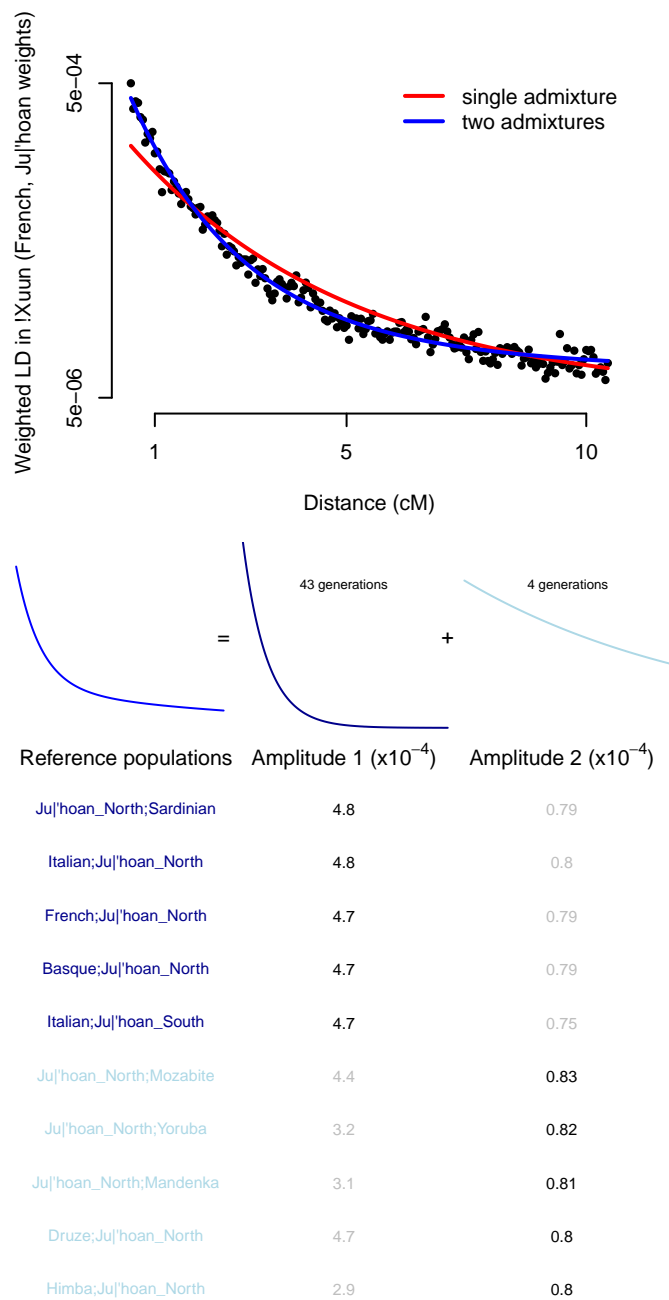 Weighted LD in !Xuun (French, Ju|'hoan weights)
5e−04
5e−06
single admixture
two admixtures
1 5 10
Distance (cM)
43 generations 4 generations
= +
Reference populations Amplitude 1 (x10−4) Amplitude 2 (x10−4)
Ju|'hoan_North;Sardinian 4.8 0.79
Italian;Ju|'hoan_North 4.8 0.8
French;Ju|'hoan_North 4.7 0.79
Basque;Ju|'hoan_North 4.7 0.79
Italian;Ju|'hoan_South 4.7 0.75
Ju|'hoan_North;Mozabite 4.4 0.83
Ju|'hoan_North;Yoruba 3.2 0.82
Ju|'hoan_North;Mandenka 3.1 0.81
Druze;Ju|'hoan_North 4.7 0.8
Himba;Ju|'hoan_North 2.9 0.8